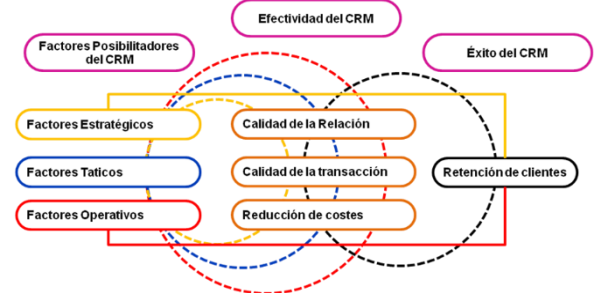 Efectividad del CRM
Factores Posibilitadores
del CRM
Éxito del CRM
Factores Estratégicos
Calidad de la Relación
Factores Taticos
Calidad de la transacción
Retención de clientes
Factores Operativos
Reducción de costes